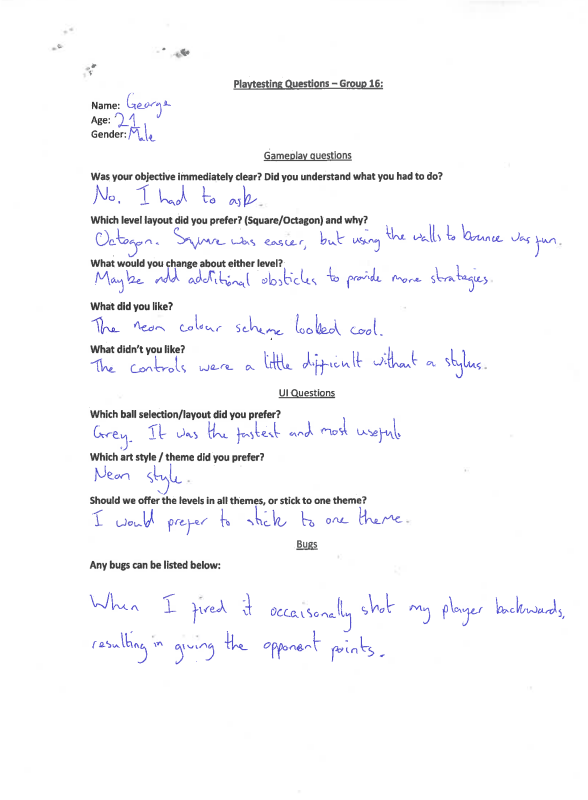 Playtesting Questions – Group 16:
Name: George
Age: 21
Gender: Male
Gameplay questions
Was your objective immediately clear? Did you understand what you had to do?
No. I had to ask.
Which level layout did you prefer? (Square/Octagon) and why?
Octagon. Square was easier, but using the walls to bounce was fun.
What would you change about either level?
Maybe add additional obsticles to provide more strategies.
What did you like?
The neon colour scheme looked cool.
What didn't you like?
The controls were a little difficult without a stylus.
UI Questions
Which ball selection/layout did you prefer?
Grey. It was the fastest and most useful.
Which art style / theme did you prefer?
Neon style.
Should we offer the levels in all themes, or stick to one theme?
I would prefer to stick to one theme.
Bugs
Any bugs can be listed below:
When I fired it occaisonally shot my player backwards,
resulting in giving the opponent points.